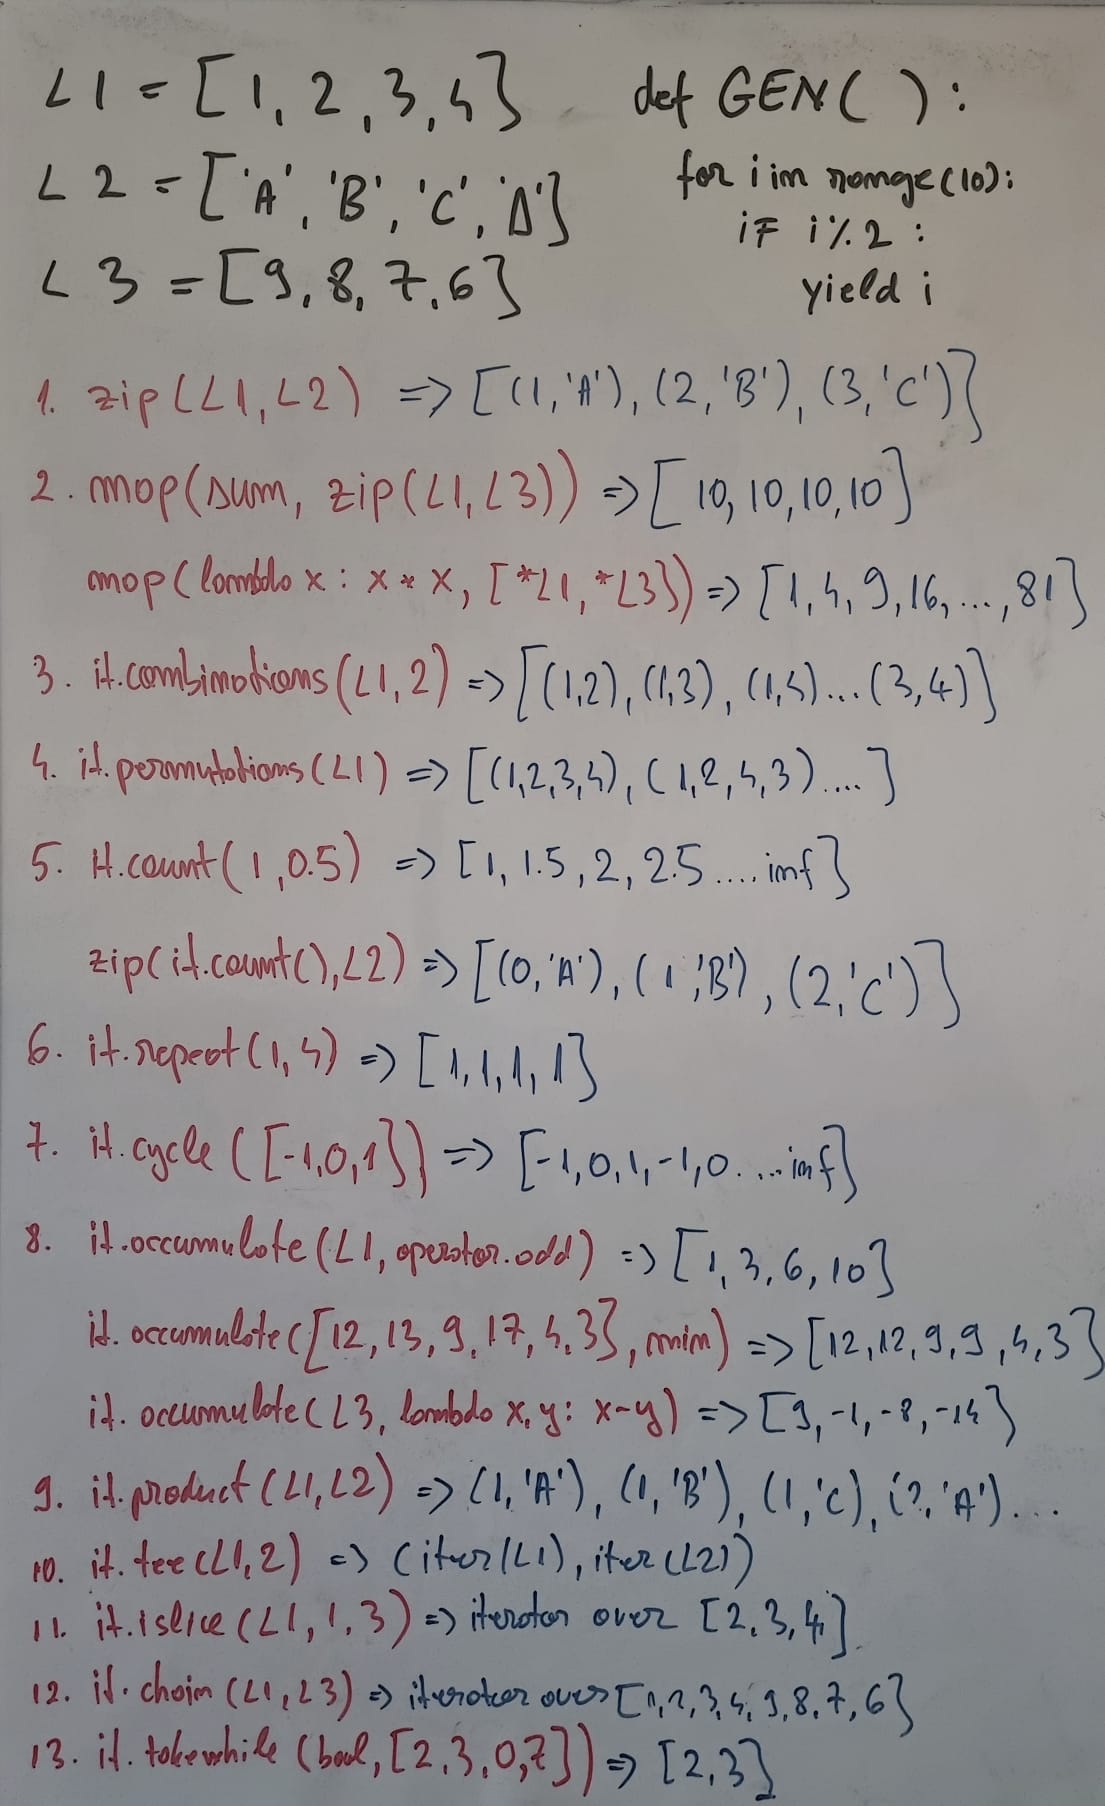 L1 = [1, 2, 3, 4]
L2 = ['A', 'B', 'C', 'D']
L3 = [9, 8, 7, 6]
def GEN( ):
for i in range(10):
if i % 2 :
yield i
1. zip(L1, L2) => [(1,'A'), (2,'B'), (3,'C')]
2. map(sum, zip(L1, L3)) => [10, 10, 10, 10]
map(lambda x : x * x, [*L1, *L3]) => [1, 4, 9, 16, ..., 81]
3. it.combinations(L1, 2) => [(1,2), (1,3), (1,4)... (3,4)]
4. it.permutations(L1) => [(1,2,3,4), (1,2,4,3).... ]
5. it.count(1, 0.5) => [1, 1.5, 2, 2.5 .... inf]
zip(it.count(), L2) => [(0,'A'), (1,'B'), (2,'C')]
6. it.repeat(1, 4) => [1, 1, 1, 1]
7. it.cycle([-1, 0, 1]) => [-1, 0, 1, -1, 0. ... inf]
8. it.accumulate(L1, operator.add) => [1, 3, 6, 10]
it.accumulate([12, 13, 9, 17, 4, 3], min) => [12, 12, 9, 9, 4, 3]
it.accumulate(L3, lambda x, y: x-y) => [9, -1, -8, -14]
9. it.product(L1, L2) => (1,'A'), (1,'B'), (1,'C), (2,'A')...
10. it.tee(L1, 2) => (iter(L1), iter(L2))
11. it.islice(L1, 1, 3) => iterator over [2, 3, 4]
12. it.chain(L1, L3) => iterator over [1, 2, 3, 4, 9, 8, 7, 6]
13. it.takewhile(bool, [2, 3, 0, 7]) => [2, 3]